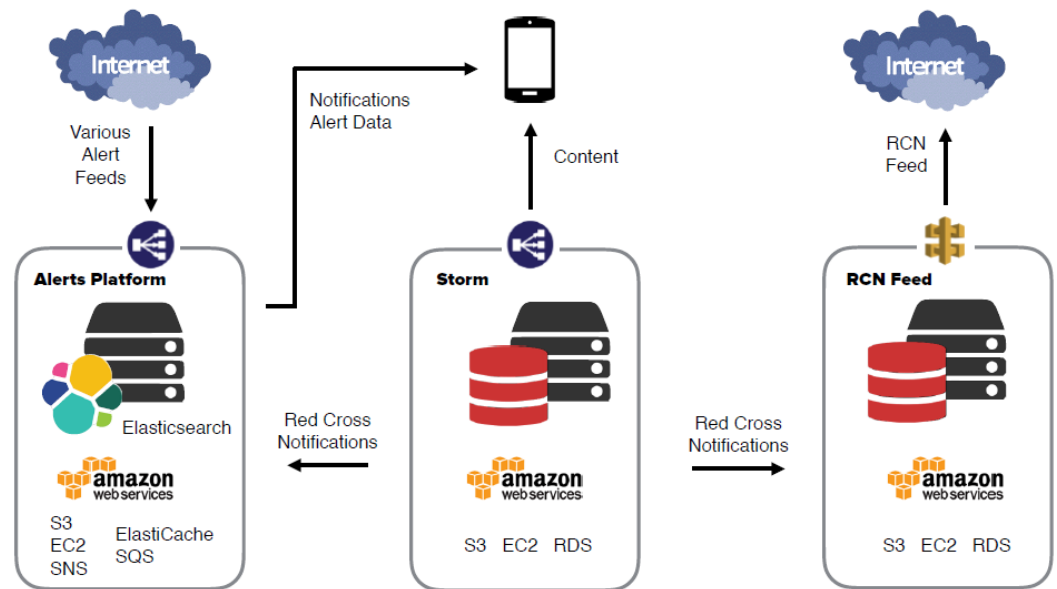 Internet
Various
Alert
Feeds
Notifications
Alert Data
Content
Internet
RCN
Feed
Alerts Platform
Elasticsearch
amazon
web services
S3
EC2
SNS
ElastiCache
SQS
Red Cross
Notifications
Storm
amazon
web services
S3 EC2 RDS
Red Cross
Notifications
RCN Feed
amazon
web services
S3 EC2 RDS